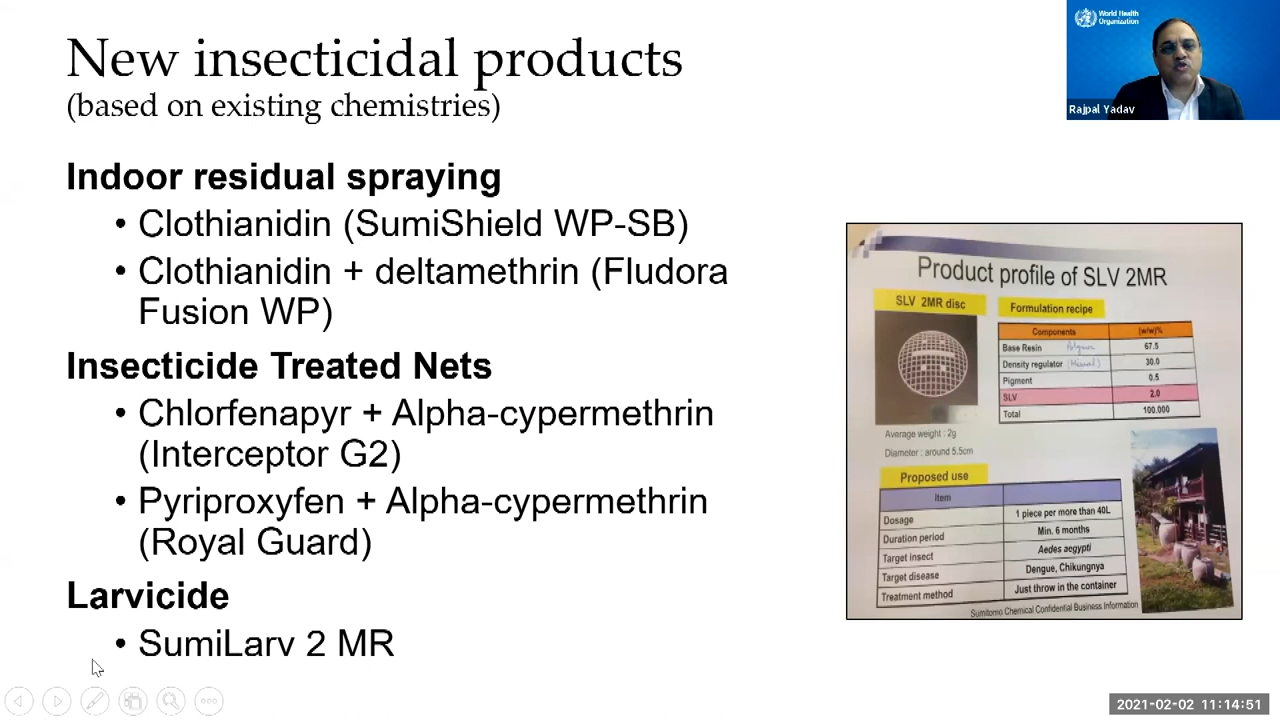 New insecticidal products
(based on existing chemistries)
Indoor residual spraying
• Clothianidin (SumiShield WP-SB)
• Clothianidin + deltamethrin (Fludora
Fusion WP)
Insecticide Treated Nets
• Chlorfenapyr + Alpha-cypermethrin
(Interceptor G2)
• Pyriproxyfen + Alpha-cypermethrin
(Royal Guard)
Larvicide
• SumiLarv 2 MR
World Health
Organization
Rajpal Yadav
Product profile of SLV 2MR
SLV 2MR disc
Average weight : 2g
Diameter : around 5.5cm
Formulation recipe
Components (w/w)%
Base Resin Polymer 67.5
Density regulator (Mineral) 30.0
Pigment 0.5
SLV 2.0
Total 100.000
Proposed use
Item
Dosage 1 piece per more than 40L
Duration period Min. 6 months
Target insect Aedes aegypti
Target disease Dengue, Chikungnya
Treatment method Just throw in the container
Sumitomo Chemical Confidential Business Information
2021-02-02 11:14:51